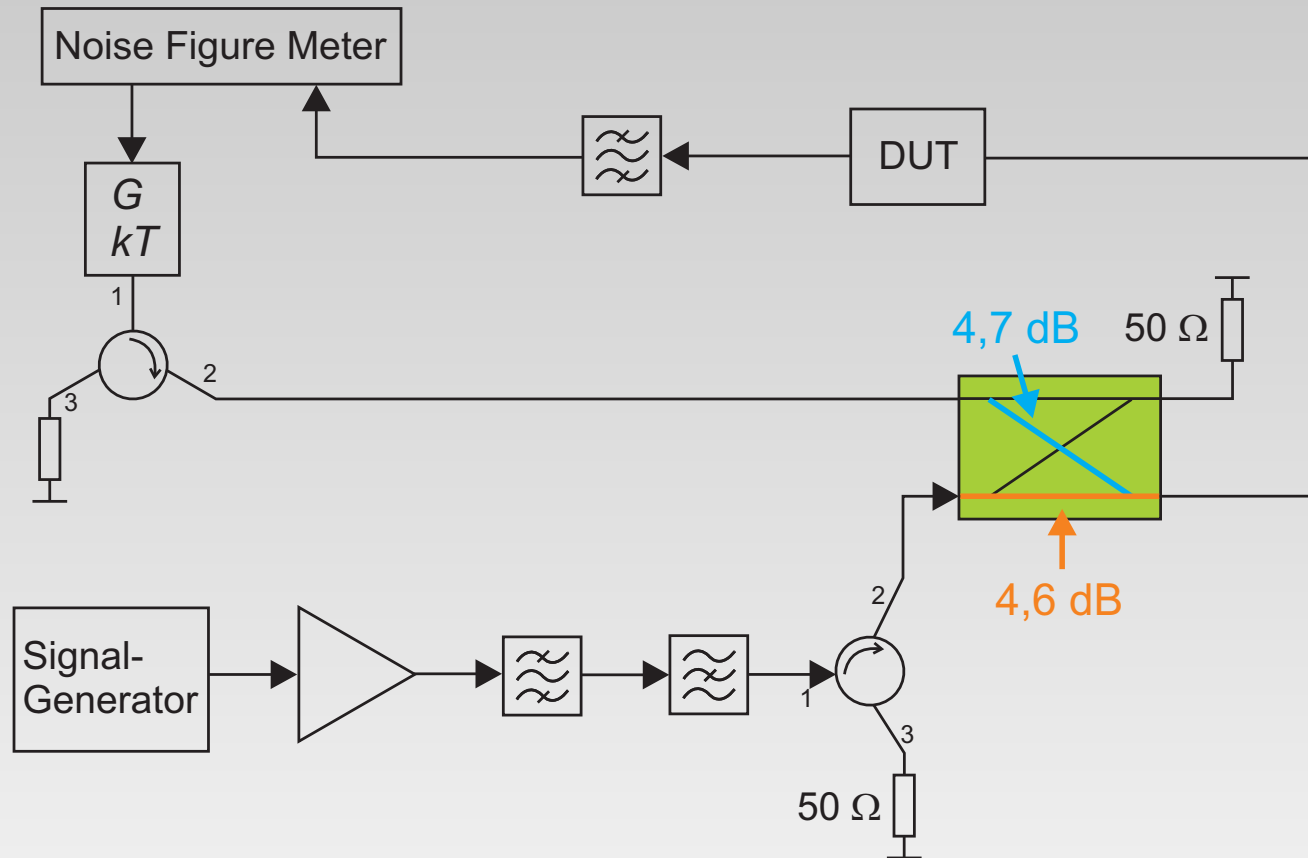 Noise Figure Meter
DUT
G
kT
1
2
3
4,7 dB
50 Ω
4,6 dB
2
Signal-
Generator
1
3
50 Ω